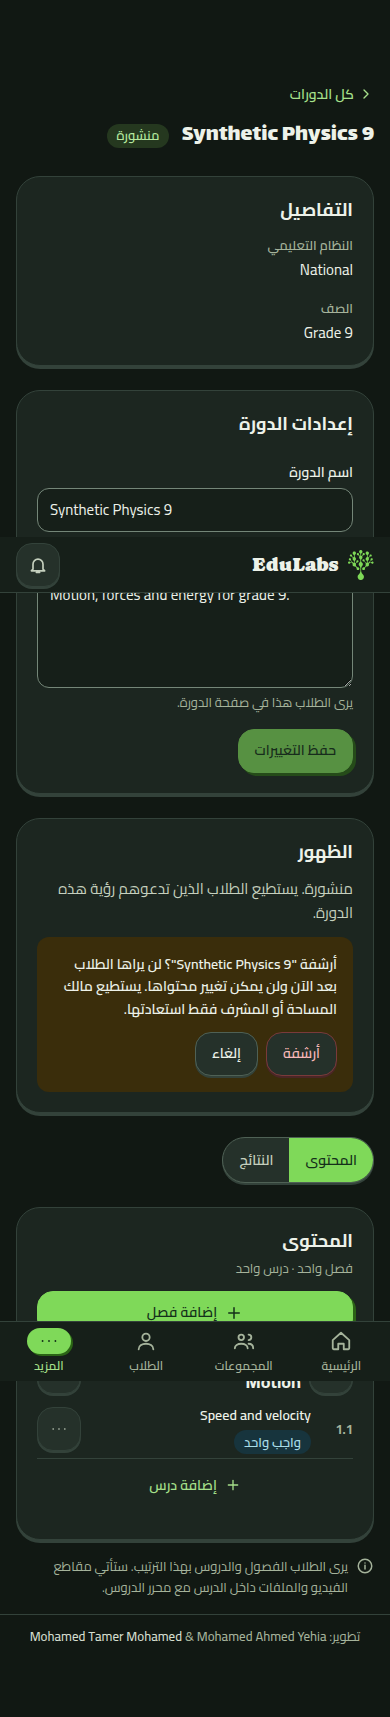 كل الدورات
Synthetic Physics 9 منشورة
التفاصيل
النظام التعليمي
National
الصف
Grade 9
إعدادات الدورة
اسم الدورة
Synthetic Physics 9
EduLabs
Motion, forces and energy for grade 9.
يرى الطلاب هذا في صفحة الدورة.
حفظ التغييرات
الظهور
منشورة. يستطيع الطلاب الذين تدعوهم رؤية هذه
الدورة.
أرشفة "Synthetic Physics 9"؟ لن يراها الطلاب
بعد الآن ولن يمكن تغيير محتواها. يستطيع مالك
المساحة أو المشرف فقط استعادتها.
أرشفة إلغاء
المحتوى النتائج
المحتوى
فصل واحد · درس واحد
إضافة فصل
الرئيسية المجموعات الطلاب المزيد
Motion
1.1 Speed and velocity
واجب واحد
إضافة درس
يرى الطلاب الفصول والدروس بهذا الترتيب. ستأتي مقاطع
الفيديو والملفات داخل الدرس مع محرر الدروس.
تطوير: Mohamed Tamer Mohamed & Mohamed Ahmed Yehia